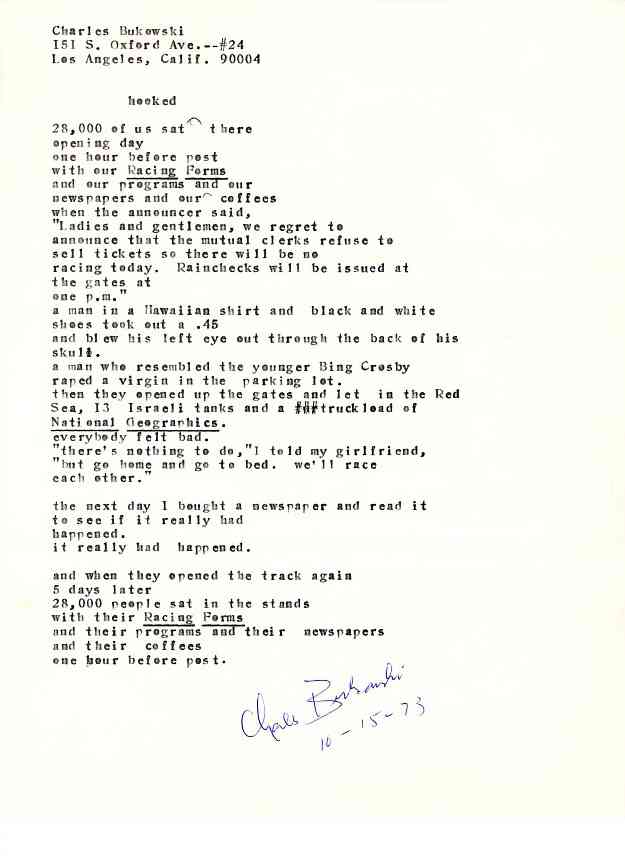 Charles Bukowski
151 S. Oxford Ave.--#24
Los Angeles, Calif. 90004
hooked
28,000 of us sat there
opening day
one hour before post
with our Racing Forms
and our programs and our
newspapers and our coffees
when the announcer said,
"Ladies and gentlemen, we regret to
announce that the mutual clerks refuse to
sell tickets so there will be no
racing today. Rainchecks will be issued at
the gates at
one p.m."
a man in a Hawaiian shirt and black and white
shoes took out a .45
and blew his left eye out through the back of his
skull.
a man who resembled the younger Bing Crosby
raped a virgin in the parking lot.
then they opened up the gates and let in the Red
Sea, 13 Israeli tanks and a ###truckload of
National Geographics.
everybody felt bad.
"there's nothing to do,"I told my girlfriend,
"but go home and go to bed. we'll race
each other."
the next day I bought a newspaper and read it
to see if it really had
happened.
it really had happened.
and when they opened the track again
5 days later
28,000 people sat in the stands
with their Racing Forms
and their programs and their newspapers
and their coffees
one hour before post.
Charles Bukowski
10-15-73